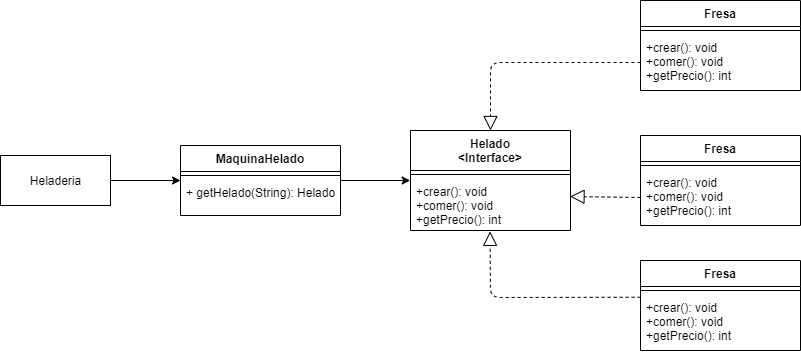 Heladeria
MaquinaHelado
+ getHelado(String): Helado
Helado
<Interface>
+crear(): void
+comer(): void
+getPrecio(): int
Fresa
+crear(): void
+comer(): void
+getPrecio(): int
Fresa
+crear(): void
+comer(): void
+getPrecio(): int
Fresa
+crear(): void
+comer(): void
+getPrecio(): int